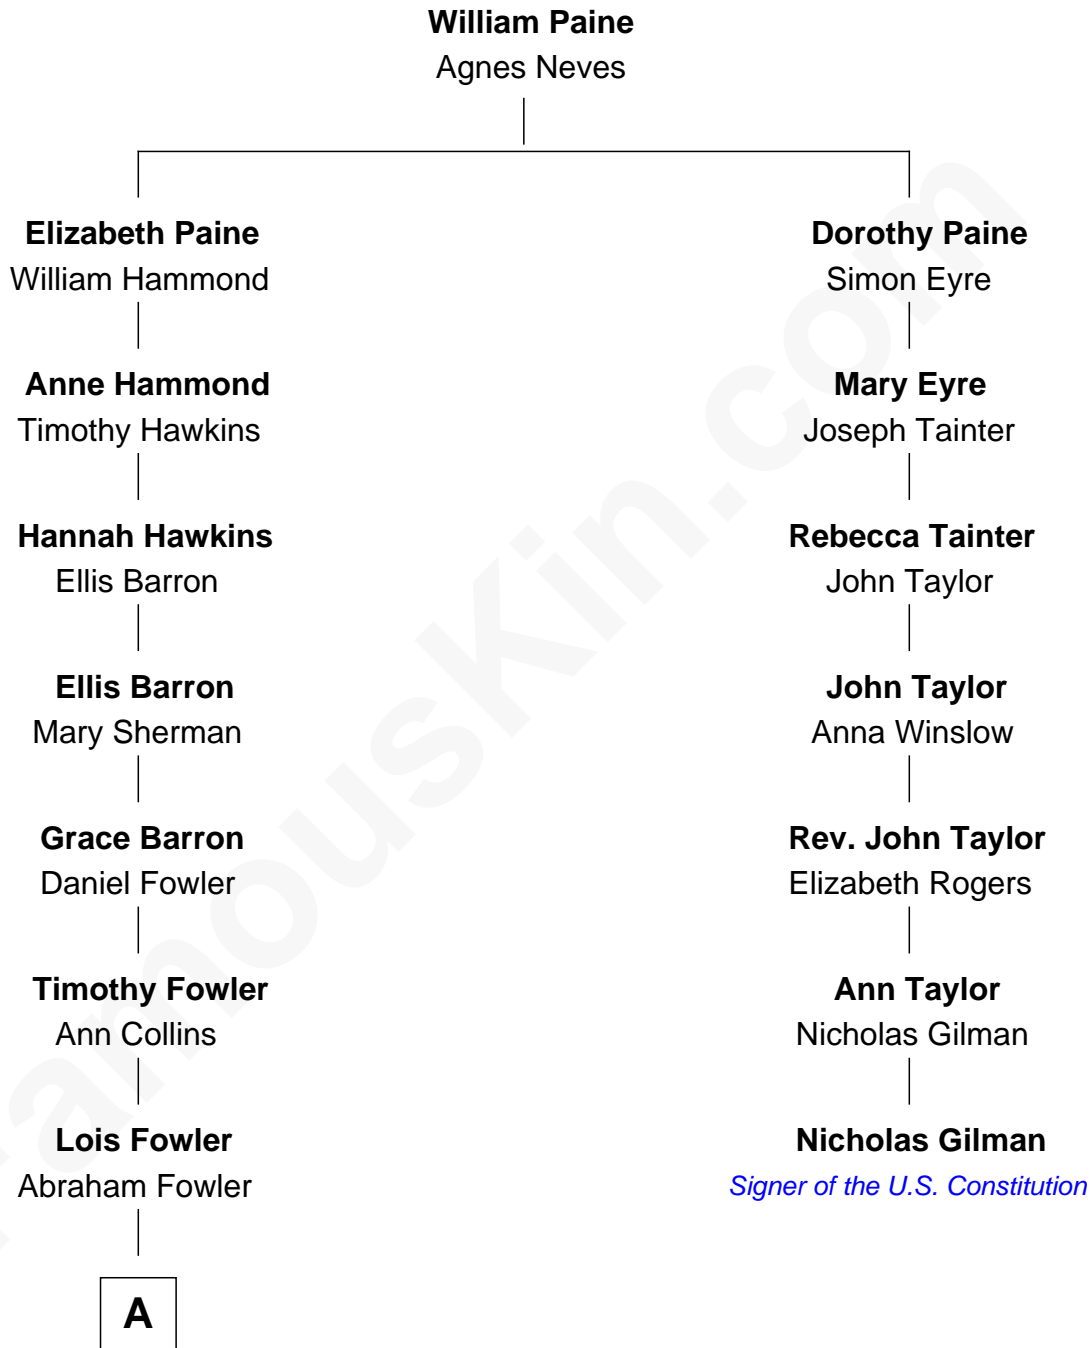 William Paine
Agnes Neves
Elizabeth Paine
William Hammond
Dorothy Paine
Simon Eyre
Anne Hammond
Timothy Hawkins
Mary Eyre
Joseph Tainter
Hannah Hawkins
Ellis Barron
Rebecca Tainter
John Taylor
Ellis Barron
Mary Sherman
John Taylor
Anna Winslow
Grace Barron
Daniel Fowler
Rev. John Taylor
Elizabeth Rogers
Timothy Fowler
Ann Collins
Ann Taylor
Nicholas Gilman
Lois Fowler
Abraham Fowler
Nicholas Gilman
Signer of the U.S. Constitution
A
FamousKin.com